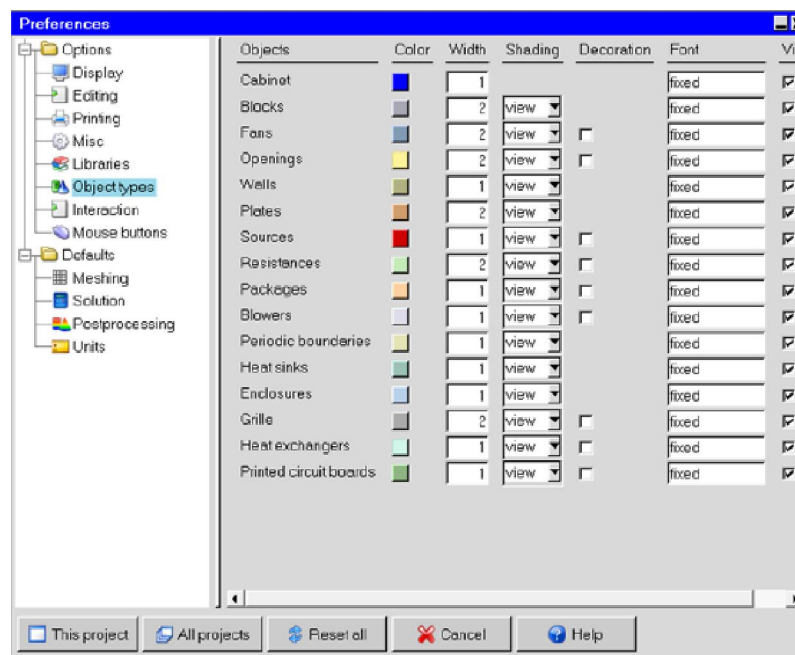 Preferences
Options
Display
Editing
Printing
Misc
Libraries
Object types
Interaction
Mouse buttons
Defaults
Meshing
Solution
Postprocessing
Units
Objects Color Width Shading Decoration Font
Cabinet 1 fixed
Blocks 2 view fixed
Fans 2 view fixed
Openings 2 view fixed
Walls 1 view fixed
Plates 2 view fixed
Sources 1 view fixed
Resistances 2 view fixed
Packages 1 view fixed
Blowers 1 view fixed
Periodic boundaries 1 view fixed
Heat sinks 1 view fixed
Enclosures 1 view fixed
Grille 2 view fixed
Heat exchangers 1 view fixed
Printed circuit boards 1 view fixed
This project All projects Reset all Cancel Help